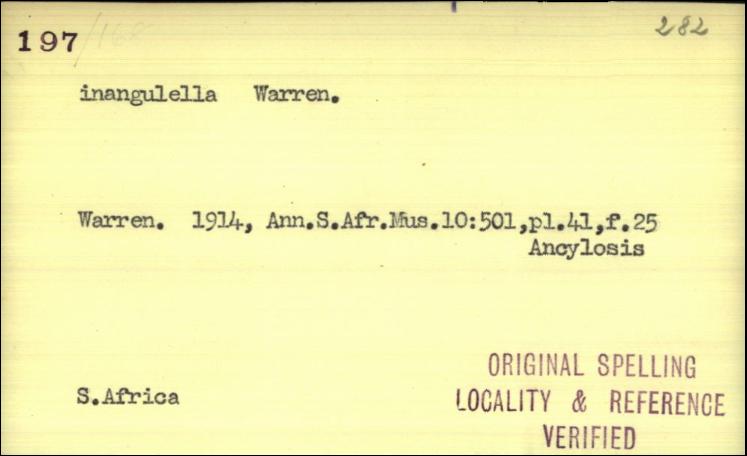 282
197 /168
inangulella Warren.
Warren. 1914, Ann.S.Afr.Mus.10:501,pl.41,f.25
Ancylosis
S.Africa
ORIGINAL SPELLING
LOCALITY & REFERENCE
VERIFIED